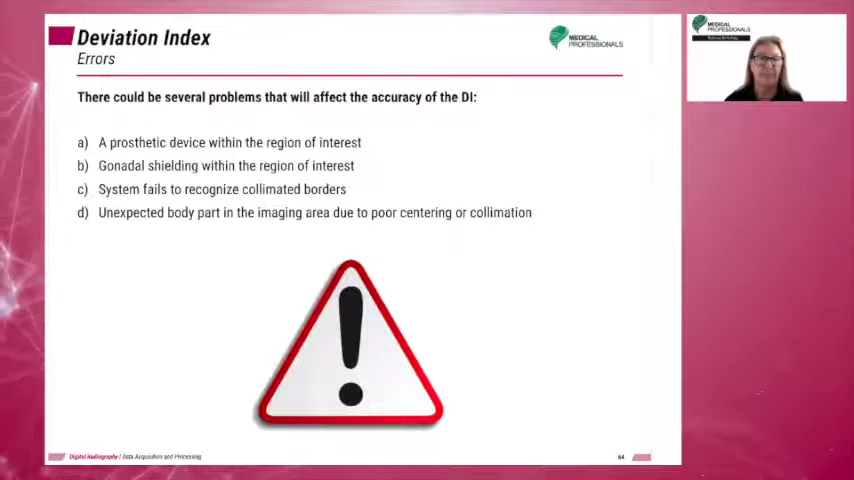 Deviation Index
Errors
MEDICAL
PROFESSIONALS
There could be several problems that will affect the accuracy of the DI:
a) A prosthetic device within the region of interest
b) Gonadal shielding within the region of interest
c) System fails to recognize collimated borders
d) Unexpected body part in the imaging area due to poor centering or collimation
Digital Radiography | Data Acquisition and Processing
64
MEDICAL
PROFESSIONALS